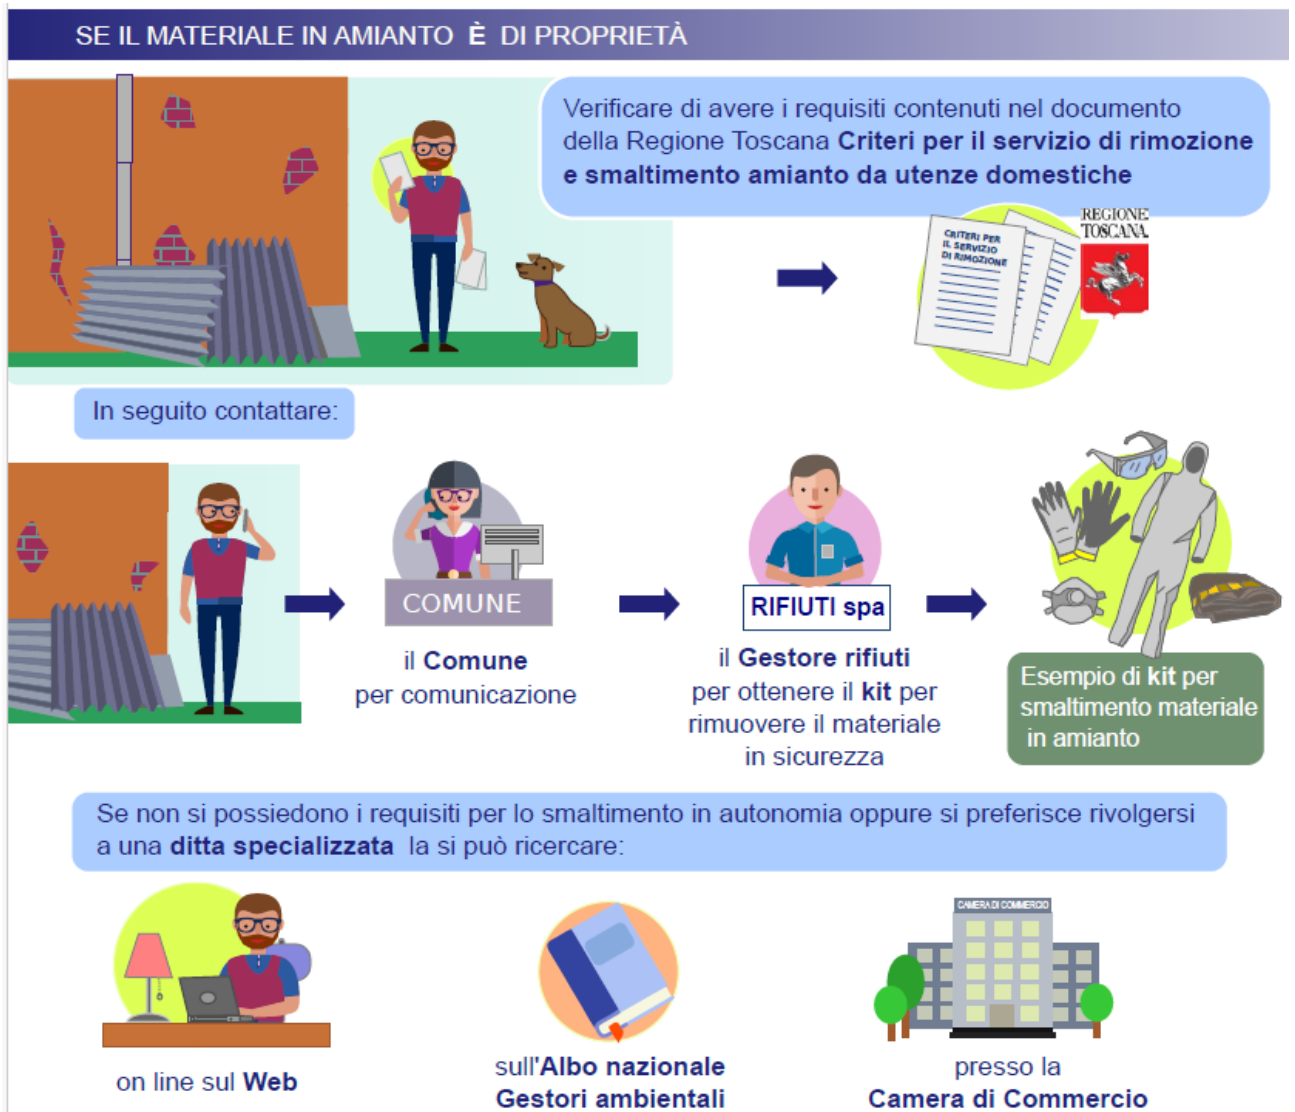 SE IL MATERIALE IN AMIANTO È DI PROPRIETÀ
Verificare di avere i requisiti contenuti nel documento
della Regione Toscana Criteri per il servizio di rimozione
e smaltimento amianto da utenze domestiche
REGIONE
TOSCANA
CRITERI PER
IL SERVIZIO
DI RIMOZIONE
In seguito contattare:
COMUNE
il Comune
per comunicazione
RIFIUTI spa
il Gestore rifiuti
per ottenere il kit per
rimuovere il materiale
in sicurezza
Esempio di kit per
smaltimento materiale
in amianto
Se non si possiedono i requisiti per lo smaltimento in autonomia oppure si preferisce rivolgersi
a una ditta specializzata la si può ricercare:
on line sul Web
sull'Albo nazionale
Gestori ambientali
CAMERA DI COMMERCIO
presso la
Camera di Commercio